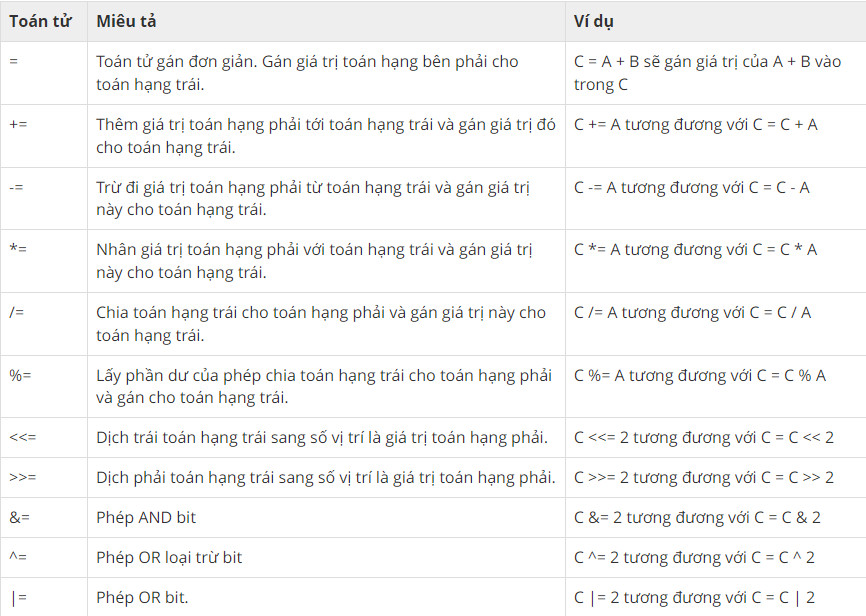 Toán tử Miêu tả Ví dụ
= Toán tử gán đơn giản. Gán giá trị toán hạng bên phải cho C = A + B sẽ gán giá trị của A + B vào
toán hạng trái. trong C
+= Thêm giá trị toán hạng phải tới toán hạng trái và gán giá trị đó C += A tương đương với C = C + A
cho toán hạng trái.
-= Trừ đi giá trị toán hạng phải từ toán hạng trái và gán giá trị C -= A tương đương với C = C - A
này cho toán hạng trái.
*= Nhân giá trị toán hạng phải với toán hạng trái và gán giá trị C *= A tương đương với C = C * A
này cho toán hạng trái.
/= Chia toán hạng trái cho toán hạng phải và gán giá trị này cho C /= A tương đương với C = C / A
toán hạng trái.
%= Lấy phần dư của phép chia toán hạng trái cho toán hạng phải C %= A tương đương với C = C % A
và gán cho toán hạng trái.
<<= Dịch trái toán hạng trái sang số vị trí là giá trị toán hạng phải. C <<= 2 tương đương với C = C << 2
>>= Dịch phải toán hạng trái sang số vị trí là giá trị toán hạng phải. C >>= 2 tương đương với C = C >> 2
&= Phép AND bit C &= 2 tương đương với C = C & 2
^= Phép OR loại trừ bit C ^= 2 tương đương với C = C ^ 2
|= Phép OR bit. C |= 2 tương đương với C = C | 2